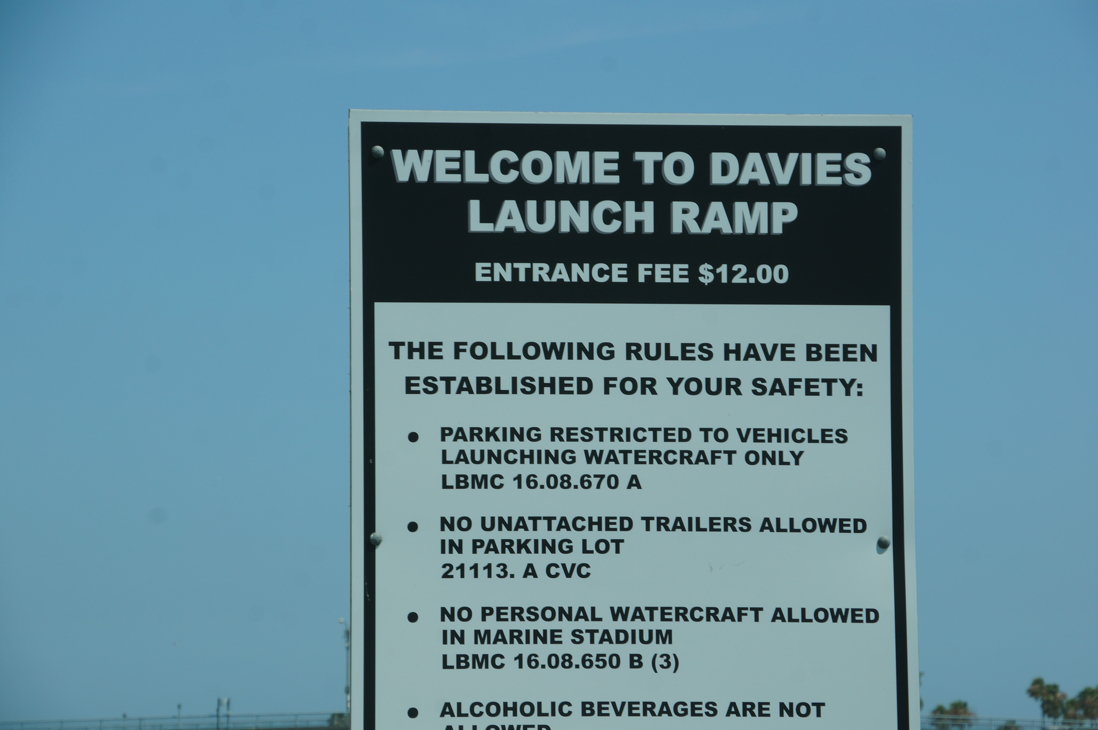 WELCOME TO DAVIES
LAUNCH RAMP
ENTRANCE FEE $12.00
THE FOLLOWING RULES HAVE BEEN
ESTABLISHED FOR YOUR SAFETY:
● PARKING RESTRICTED TO VEHICLES
LAUNCHING WATERCRAFT ONLY
LBMC 16.08.670 A
● NO UNATTACHED TRAILERS ALLOWED
IN PARKING LOT
21113. A CVC
● NO PERSONAL WATERCRAFT ALLOWED
IN MARINE STADIUM
LBMC 16.08.650 B (3)
● ALCOHOLIC BEVERAGES ARE NOT
ALLOWED